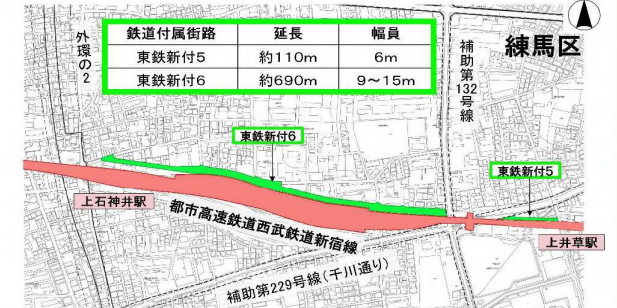 鉄道付属街路 延長 幅員
東鉄新付5 約110m 6m
東鉄新付6 約690m 9～15m
外環の2
補助第132号線
練馬区
東鉄新付6
東鉄新付5
上石神井駅
都市高速鉄道西武鉄道新宿線
上井草駅
補助第229号線(千川通り)